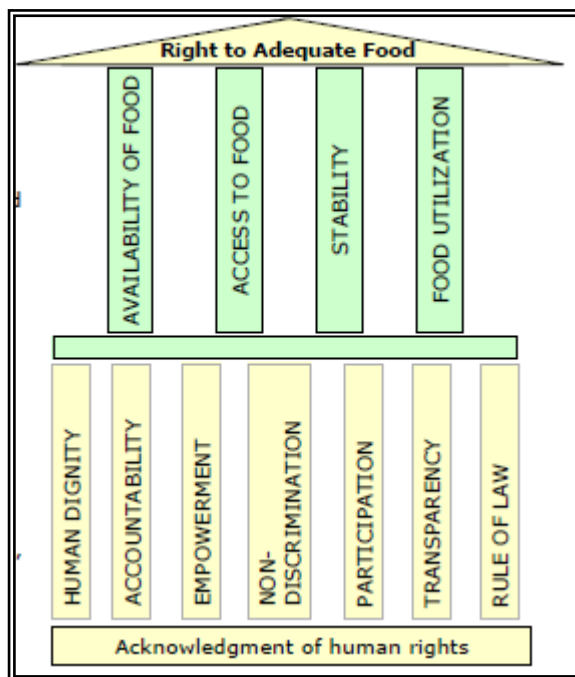 Right to Adequate Food
AVAILABILITY OF FOOD
ACCESS TO FOOD
STABILITY
FOOD UTILIZATION
d
HUMAN DIGNITY
ACCOUNTABILITY
EMPOWERMENT
NON-
DISCRIMINATION
PARTICIPATION
TRANSPARENCY
RULE OF LAW
Acknowledgment of human rights